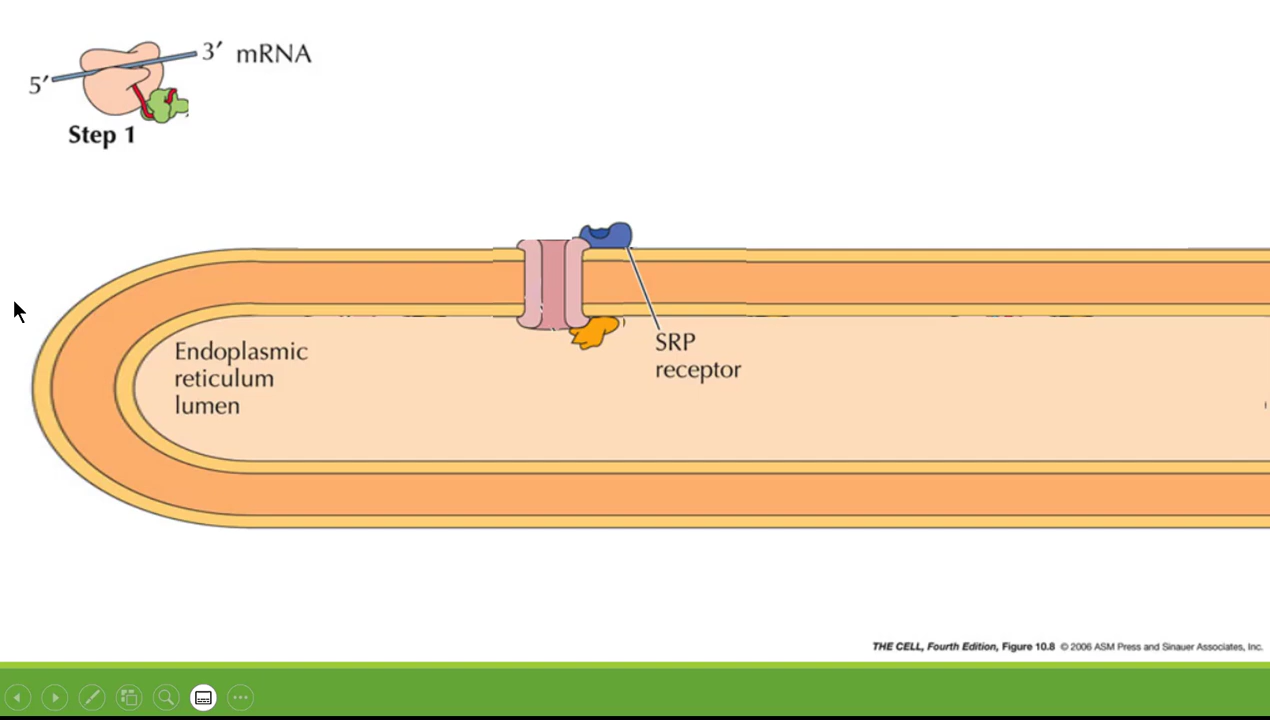 3′ mRNA
5′
Step 1
Endoplasmic
reticulum
lumen
SRP
receptor
THE CELL, Fourth Edition, Figure 10.8 © 2006 ASM Press and Sinauer Associates, Inc.